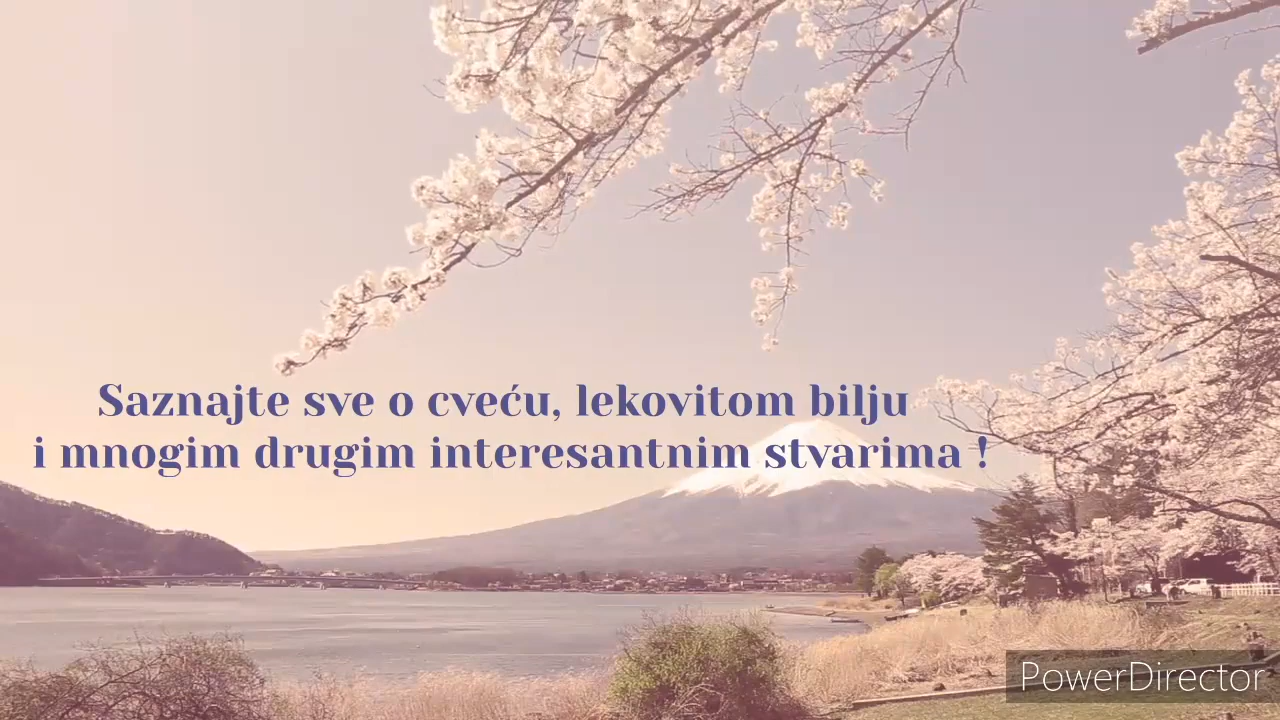 Saznajte sve o cveću, lekovitom bilju
i mnogim drugim interesantnim stvarima !
PowerDirector